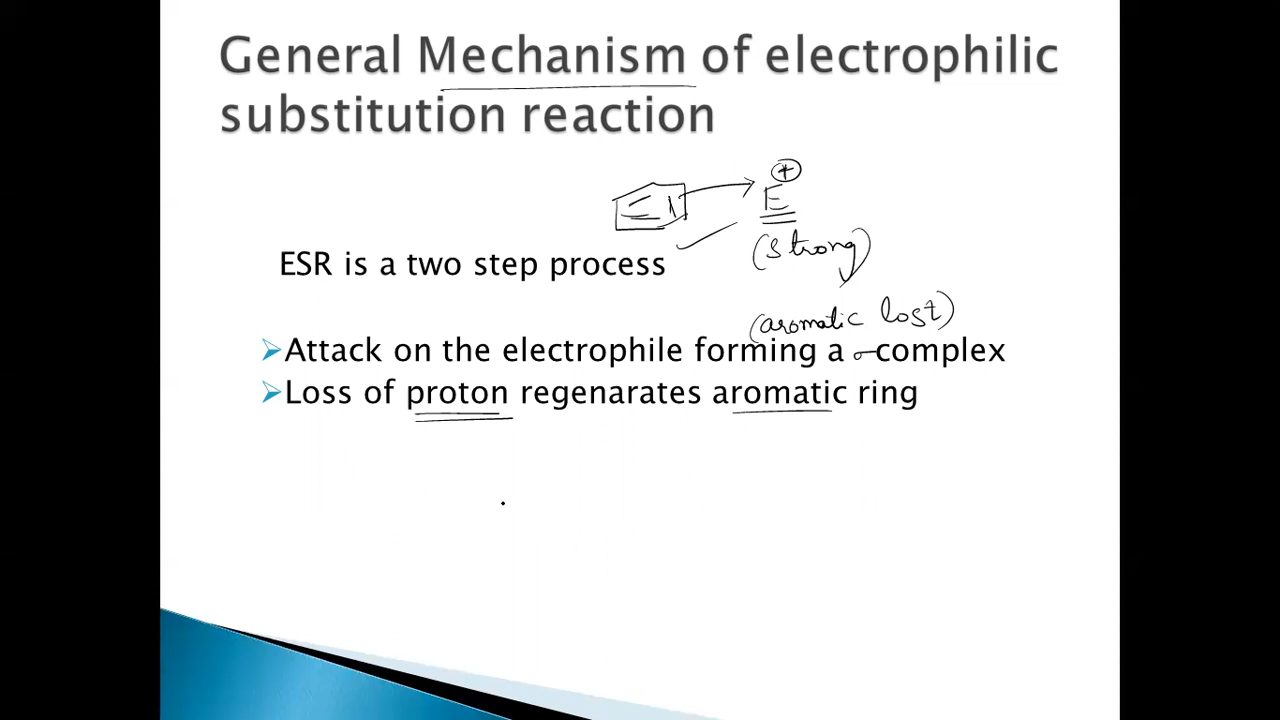 General Mechanism of electrophilic
substitution reaction
E+
(strong)
ESR is a two step process
(aromatic lost)
Attack on the electrophile forming a σ-complex
Loss of proton regenarates aromatic ring